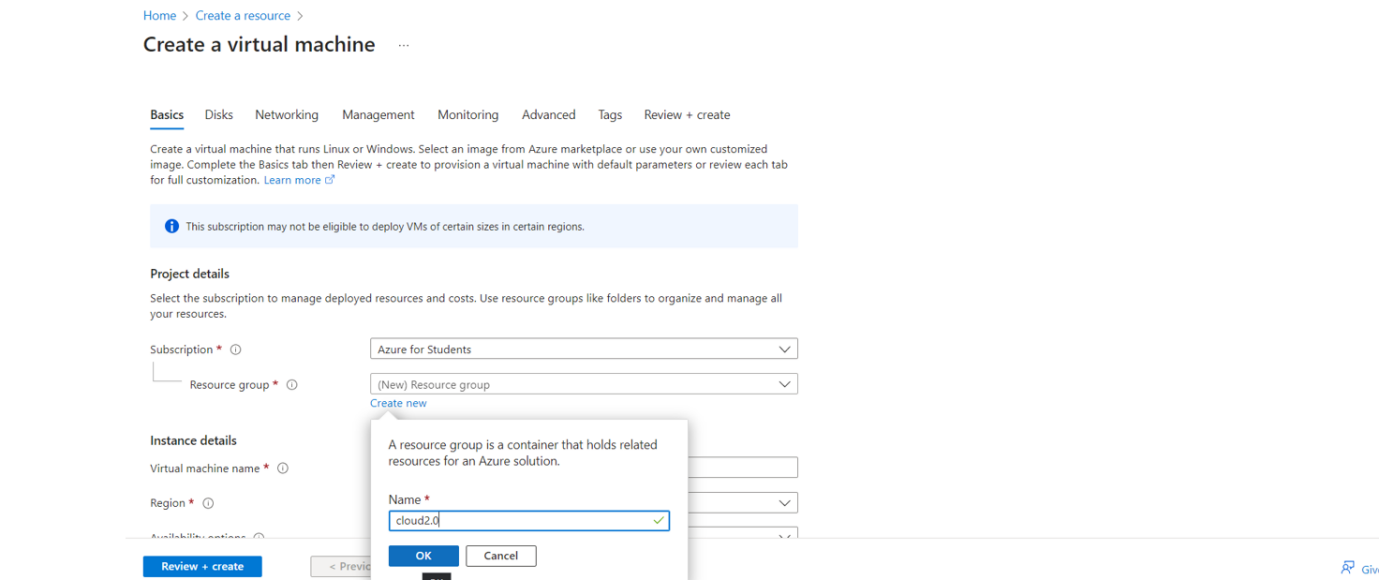 Home > Create a resource >
Create a virtual machine ...
Basics Disks Networking Management Monitoring Advanced Tags Review + create
Create a virtual machine that runs Linux or Windows. Select an image from Azure marketplace or use your own customized
image. Complete the Basics tab then Review + create to provision a virtual machine with default parameters or review each tab
for full customization. Learn more
This subscription may not be eligible to deploy VMs of certain sizes in certain regions.
Project details
Select the subscription to manage deployed resources and costs. Use resource groups like folders to organize and manage all
your resources.
Subscription *
Azure for Students
Resource group *
(New) Resource group
Create new
A resource group is a container that holds related
resources for an Azure solution.
Name *
cloud2.0
OK Cancel
Instance details
Virtual machine name *
Region *
Availability options
Review + create
< Previo
Give